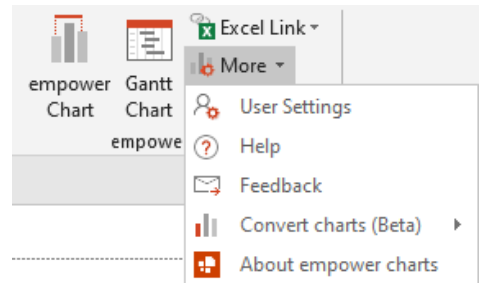 Excel Link
More
empower Chart
Gantt Chart
empowe
User Settings
Help
Feedback
Convert charts (Beta)
About empower charts